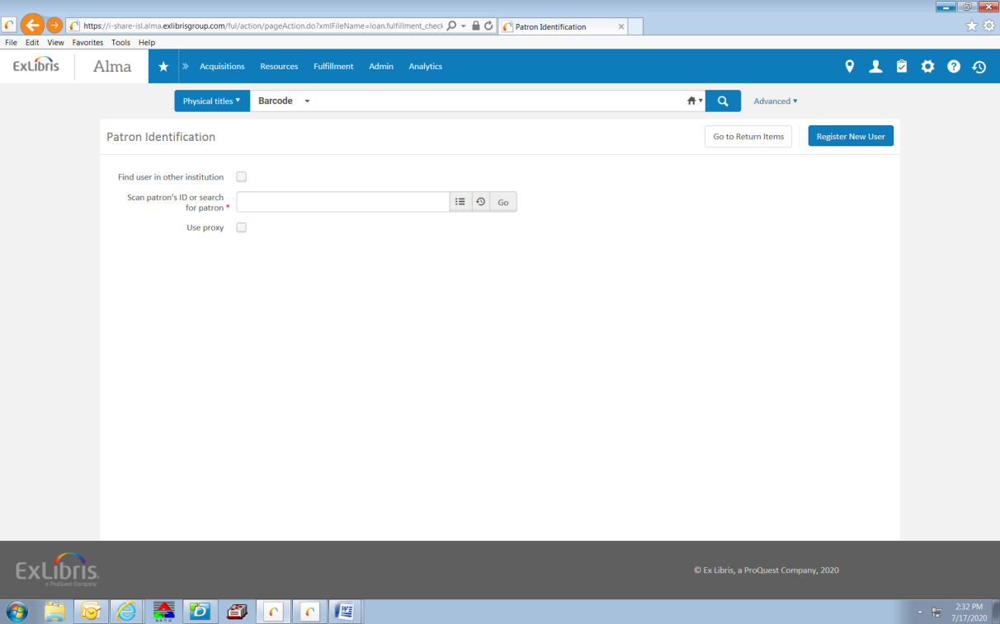 https://i-share-isl.alma.exlibrisgroup.com/ful/action/pageAction.do?xmlFileName=loan.fulfillment_check
Patron Identification
File Edit View Favorites Tools Help
ExLibris
Alma
Acquisitions Resources Fulfillment Admin Analytics
Physical titles
Barcode
Advanced
Patron Identification
Go to Return Items
Register New User
Find user in other institution
Scan patron's ID or search
for patron *
Go
Use proxy
ExLibris
a ProQuest Company
© Ex Libris, a ProQuest Company, 2020
2:32 PM
7/17/2020